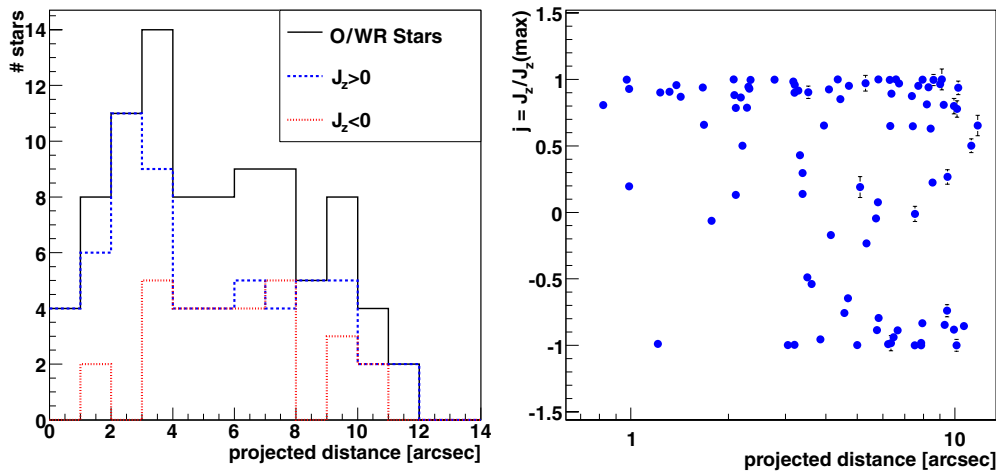 # stars
14
12
10
8
6
4
2
0
O/WR Stars
J_z>0
J_z<0
0 2 4 6 8 10 12 14
projected distance [arcsec]
j = J_z/J_z(max)
1.5
1
0.5
0
-0.5
-1
-1.5
1 10
projected distance [arcsec]